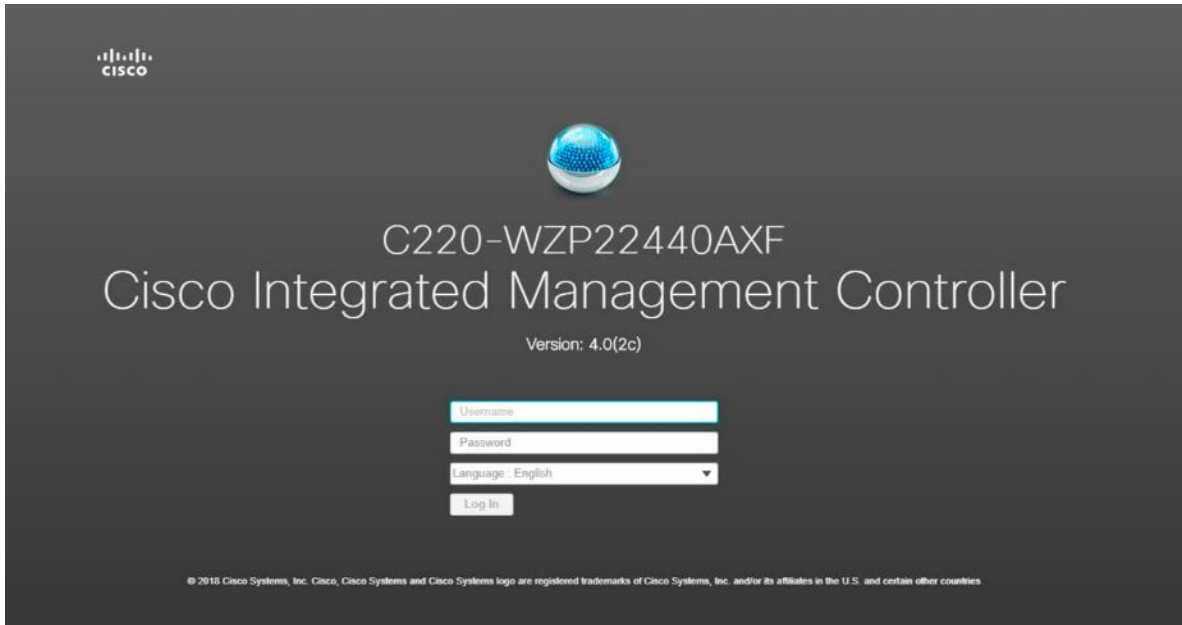 CISCO
C220-WZP22440AXF
Cisco Integrated Management Controller
Version: 4.0(2c)
Username
Password
Language : English
Log In
© 2018 Cisco Systems, Inc. Cisco, Cisco Systems and Cisco Systems logo are registered trademarks of Cisco Systems, Inc. and/or its affiliates in the U.S. and certain other countries